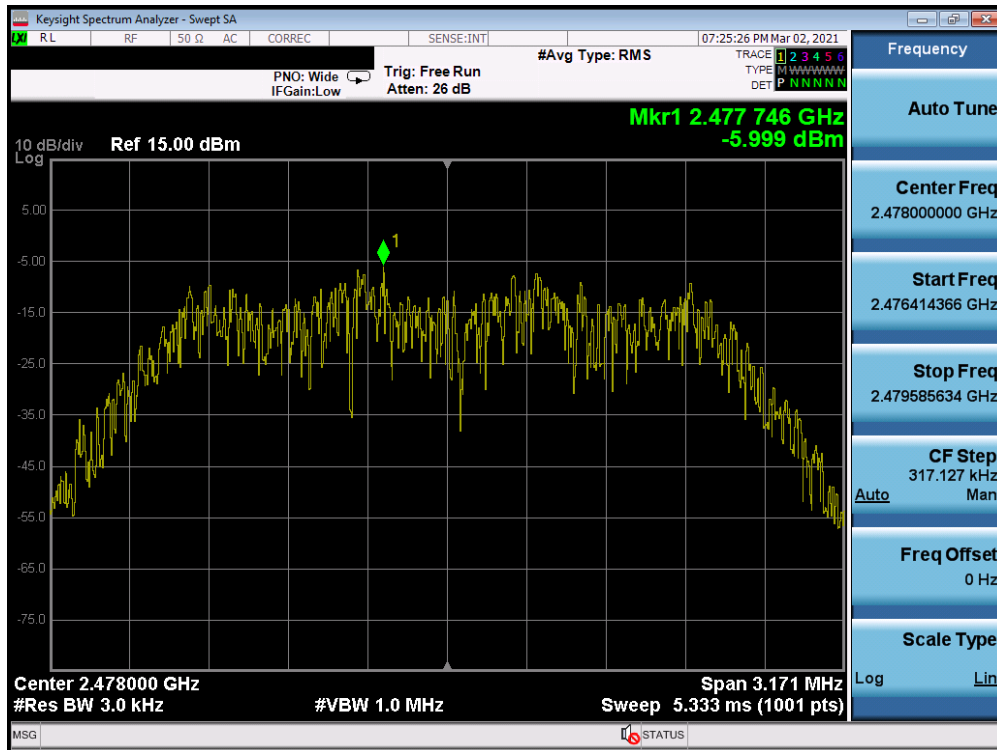 Keysight Spectrum Analyzer - Swept SA
LXI RL RF 50 Ω AC CORREC SENSE:INT 07:25:26 PM Mar 02, 2021
#Avg Type: RMS TRACE 1 2 3 4 5 6
PNO: Wide Trig: Free Run TYPE M WWWWW
IFGain:Low Atten: 26 dB DET P N N N N N
Mkr1 2.477 746 GHz
-5.999 dBm
10 dB/div Ref 15.00 dBm
Log
1
5.00
-5.00
-15.0
-25.0
-35.0
-45.0
-55.0
-65.0
-75.0
Center 2.478000 GHz Span 3.171 MHz
#Res BW 3.0 kHz #VBW 1.0 MHz Sweep 5.333 ms (1001 pts)
MSG STATUS
Frequency
Auto Tune
Center Freq
2.478000000 GHz
Start Freq
2.476414366 GHz
Stop Freq
2.479585634 GHz
CF Step
317.127 kHz
Auto Man
Freq Offset
0 Hz
Scale Type
Log Lin